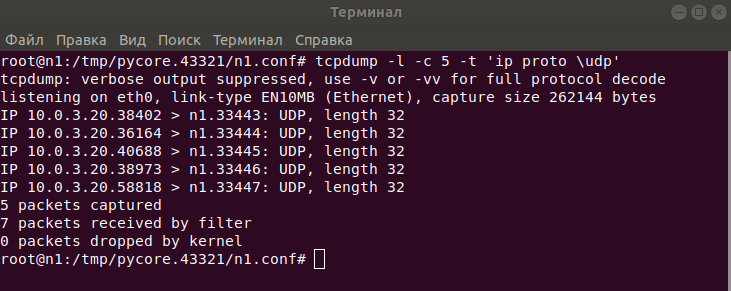 Терминал
Файл Правка Вид Поиск Терминал Справка
root@n1:/tmp/pycore.43321/n1.conf# tcpdump -l -c 5 -t 'ip proto \udp'
tcpdump: verbose output suppressed, use -v or -vv for full protocol decode
listening on eth0, link-type EN10MB (Ethernet), capture size 262144 bytes
IP 10.0.3.20.38402 > n1.33443: UDP, length 32
IP 10.0.3.20.36164 > n1.33444: UDP, length 32
IP 10.0.3.20.40688 > n1.33445: UDP, length 32
IP 10.0.3.20.38973 > n1.33446: UDP, length 32
IP 10.0.3.20.58818 > n1.33447: UDP, length 32
5 packets captured
7 packets received by filter
0 packets dropped by kernel
root@n1:/tmp/pycore.43321/n1.conf#